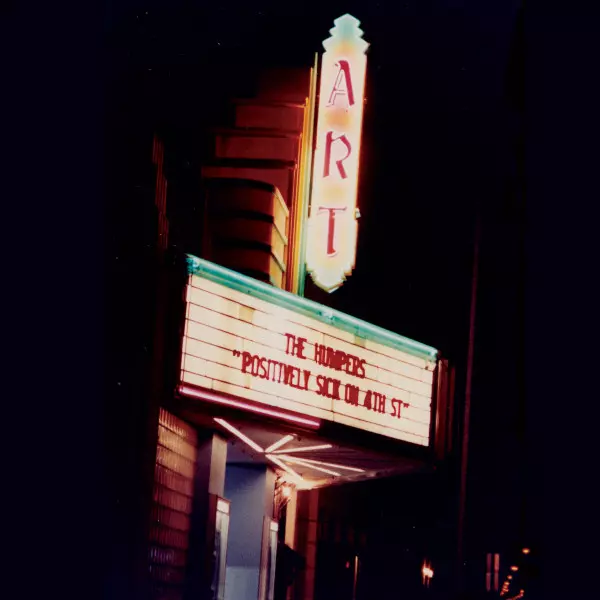 ART
THE HUMPERS
"POSITIVELY SICK ON 4TH ST"